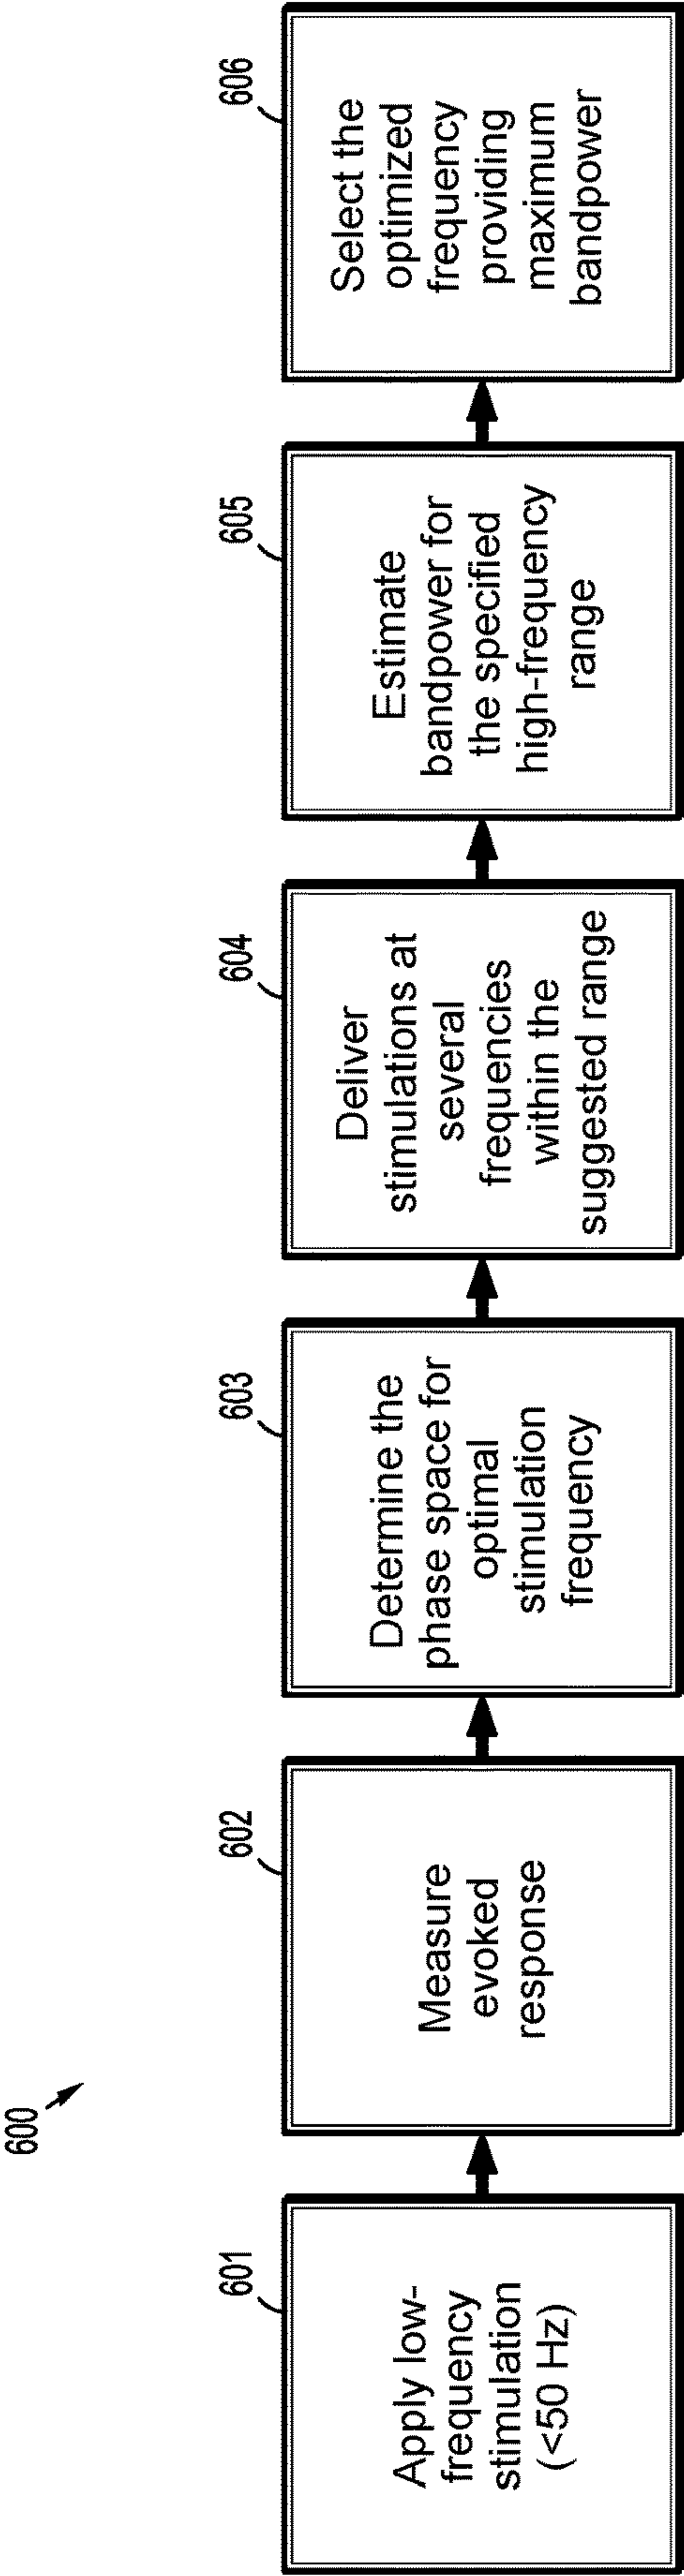 600
601
Apply low-
frequency
stimulation
(<50 Hz)
602
Measure
evoked
response
603
Determine the
phase space for
optimal
stimulation
frequency
604
Deliver
stimulations at
several
frequencies
within the
suggested range
605
Estimate
bandpower for
the specified
high-frequency
range
606
Select the
optimized
frequency
providing
maximum
bandpower